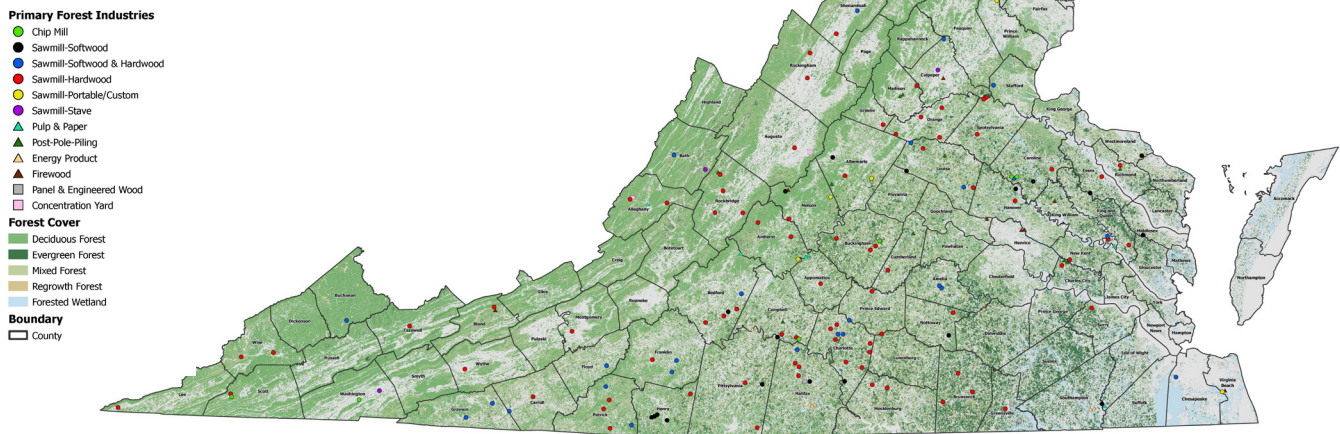 Primary Forest Industries
Chip Mill
Sawmill-Softwood
Sawmill-Softwood & Hardwood
Sawmill-Hardwood
Sawmill-Portable/Custom
Sawmill-Stave
Pulp & Paper
Post-Pole-Piling
Energy Product
Firewood
Panel & Engineered Wood
Concentration Yard
Forest Cover
Deciduous Forest
Evergreen Forest
Mixed Forest
Regrowth Forest
Forested Wetland
Boundary
County
Shenandoah
Fairfax
Fauquier
Prince
William
Rappahannock
Page
Rockingham
Culpeper
Madison
Stafford
Highland
Greene
Orange
King George
Augusta
Spotsylvania
Westmoreland
Bath
Albemarle
Louisa
Caroline
Essex
Richmond
Northumberland
Rockbridge
Nelson
Fluvanna
Hanover
Accomack
Alleghany
Goochland
King William
King and
Queen
Lancaster
Middlesex
Botetourt
Amherst
Buckingham
Cumberland
Powhatan
Henrico
New Kent
Mathews
Craig
Gloucester
Northampton
Appomattox
Chesterfield
Charles City
James City
York
Giles
Roanoke
Bedford
Campbell
Prince Edward
Amelia
Prince George
Newport
News
Hampton
Buchanan
Dickenson
Tazewell
Bland
Montgomery
Pulaski
Nottoway
Dinwiddie
Surry
Isle of Wight
Wise
Russell
Wythe
Floyd
Franklin
Charlotte
Lunenburg
Sussex
Lee
Scott
Washington
Smyth
Grayson
Carroll
Patrick
Henry
Pittsylvania
Halifax
Mecklenburg
Brunswick
Greensville
Southampton
Suffolk
Chesapeake
Virginia
Beach